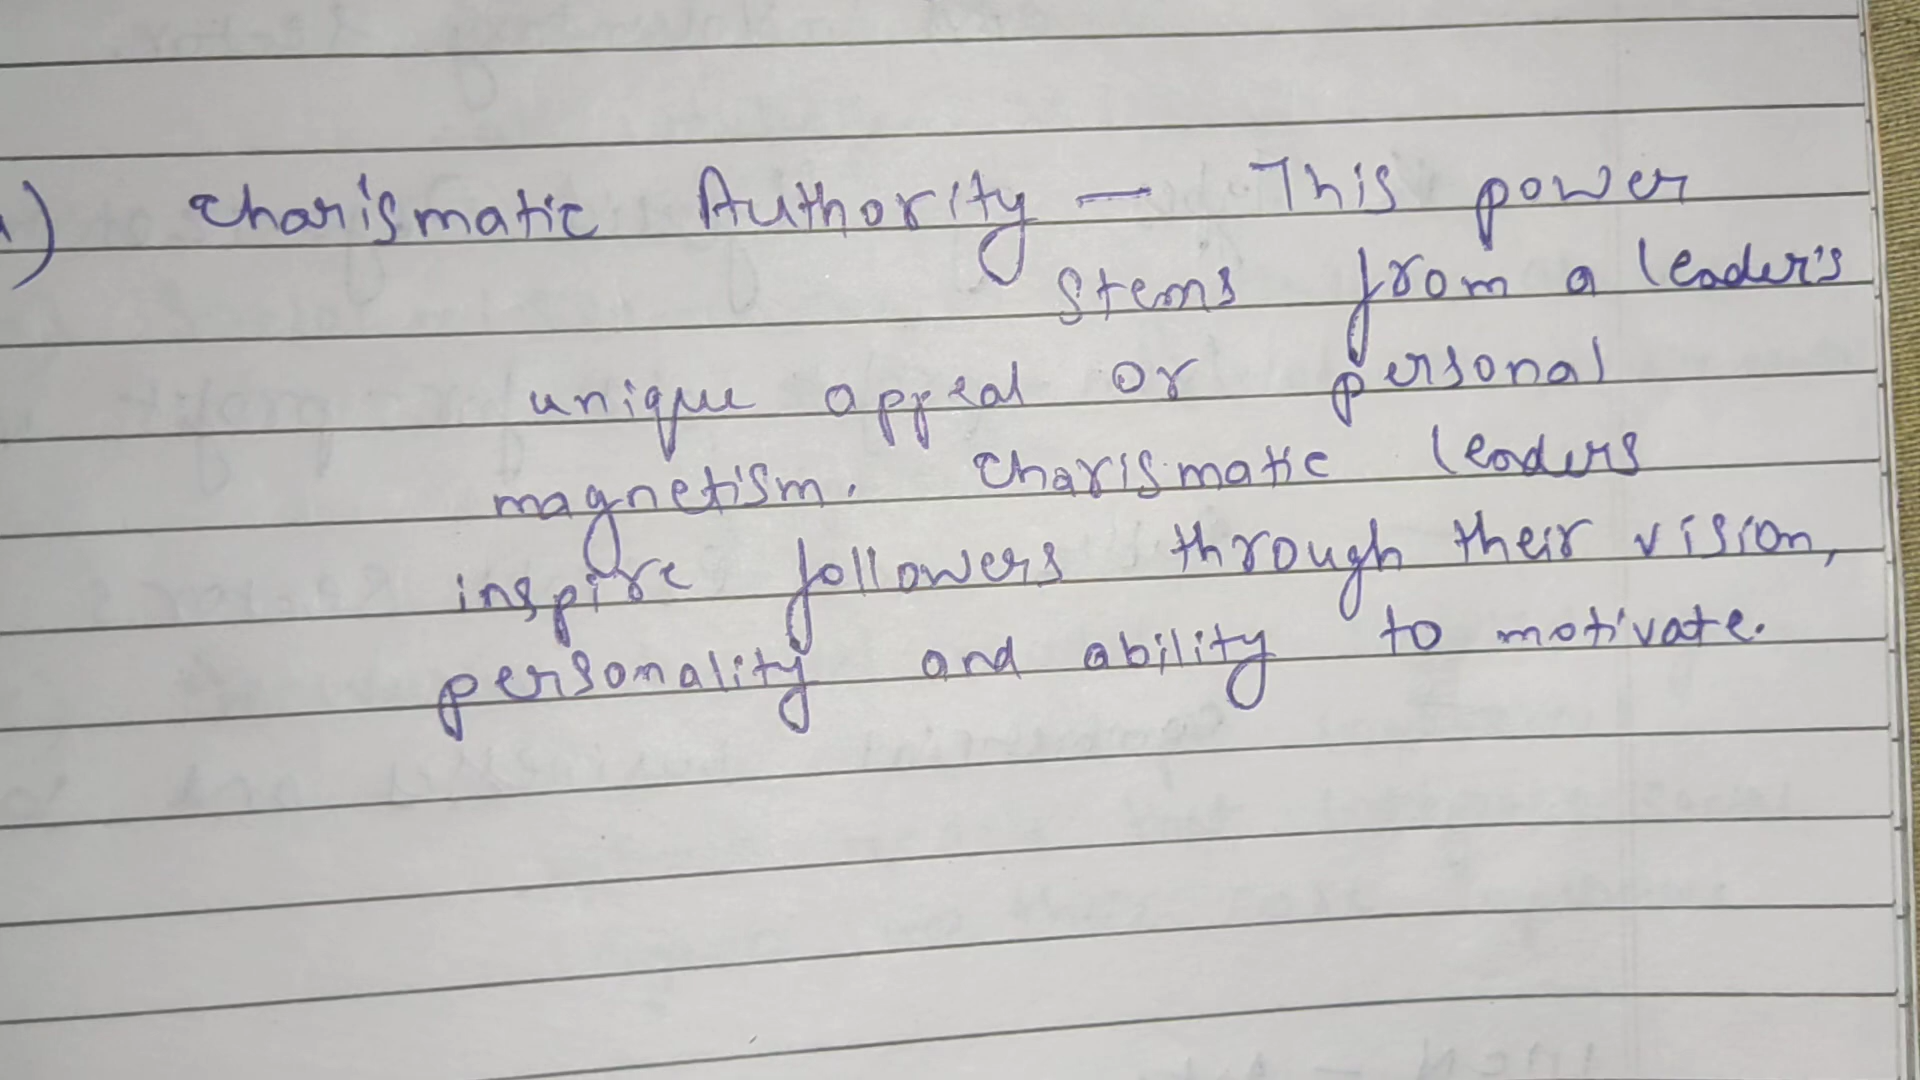 ) Charismatic Authority - This power
stems from a leader's
unique appeal or personal
magnetism. Charismatic leaders
inspire followers through their vision,
personality and ability to motivate.